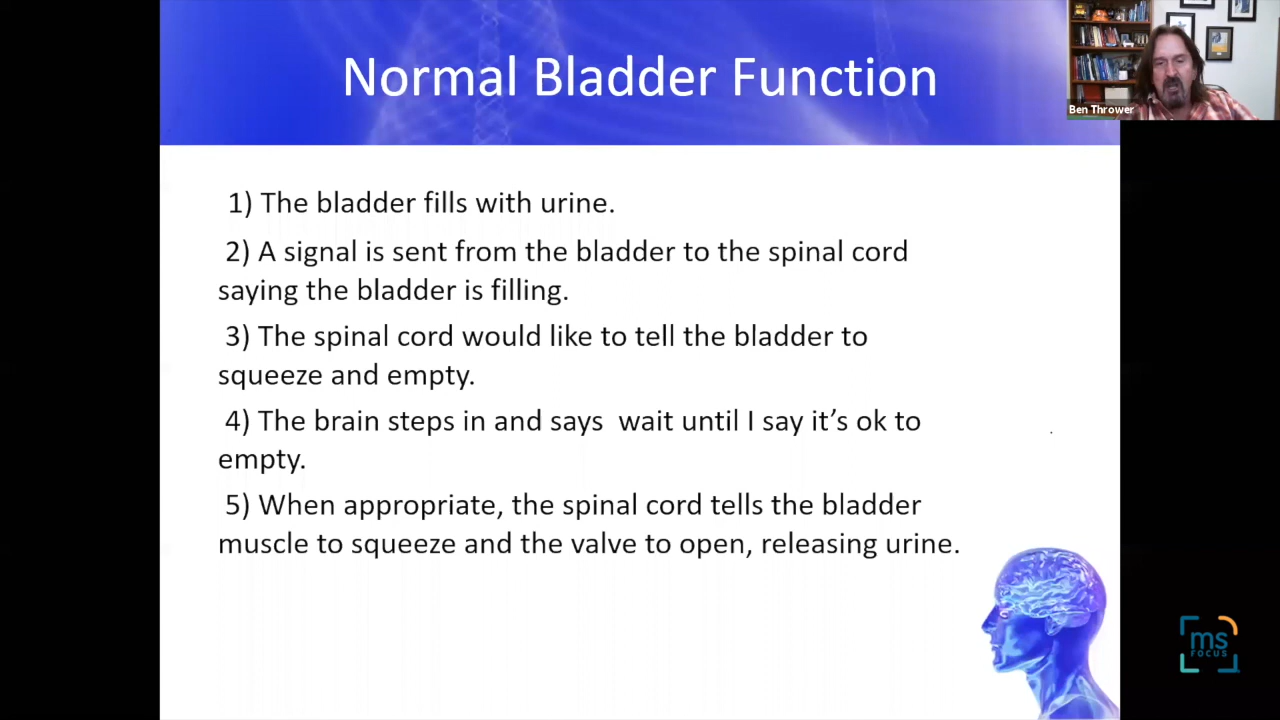 Normal Bladder Function
Ben Thrower
1) The bladder fills with urine.
2) A signal is sent from the bladder to the spinal cord
saying the bladder is filling.
3) The spinal cord would like to tell the bladder to
squeeze and empty.
4) The brain steps in and says  wait until I say it’s ok to
empty.
5) When appropriate, the spinal cord tells the bladder
muscle to squeeze and the valve to open, releasing urine.
ms
FOCUS